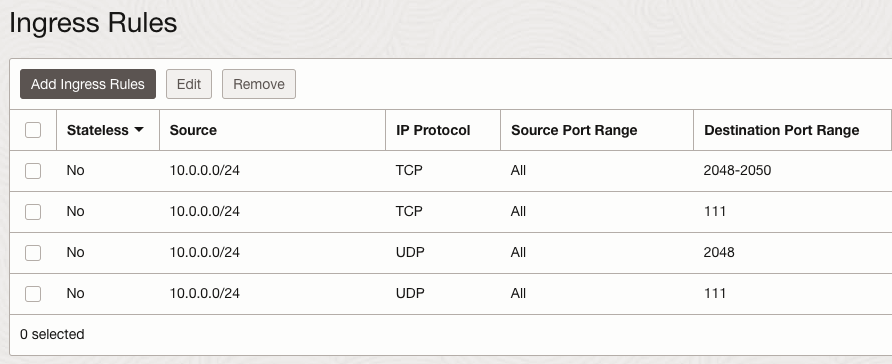 Ingress Rules
Add Ingress Rules Edit Remove
Stateless Source IP Protocol Source Port Range Destination Port Range
No 10.0.0.0/24 TCP All 2048-2050
No 10.0.0.0/24 TCP All 111
No 10.0.0.0/24 UDP All 2048
No 10.0.0.0/24 UDP All 111
0 selected